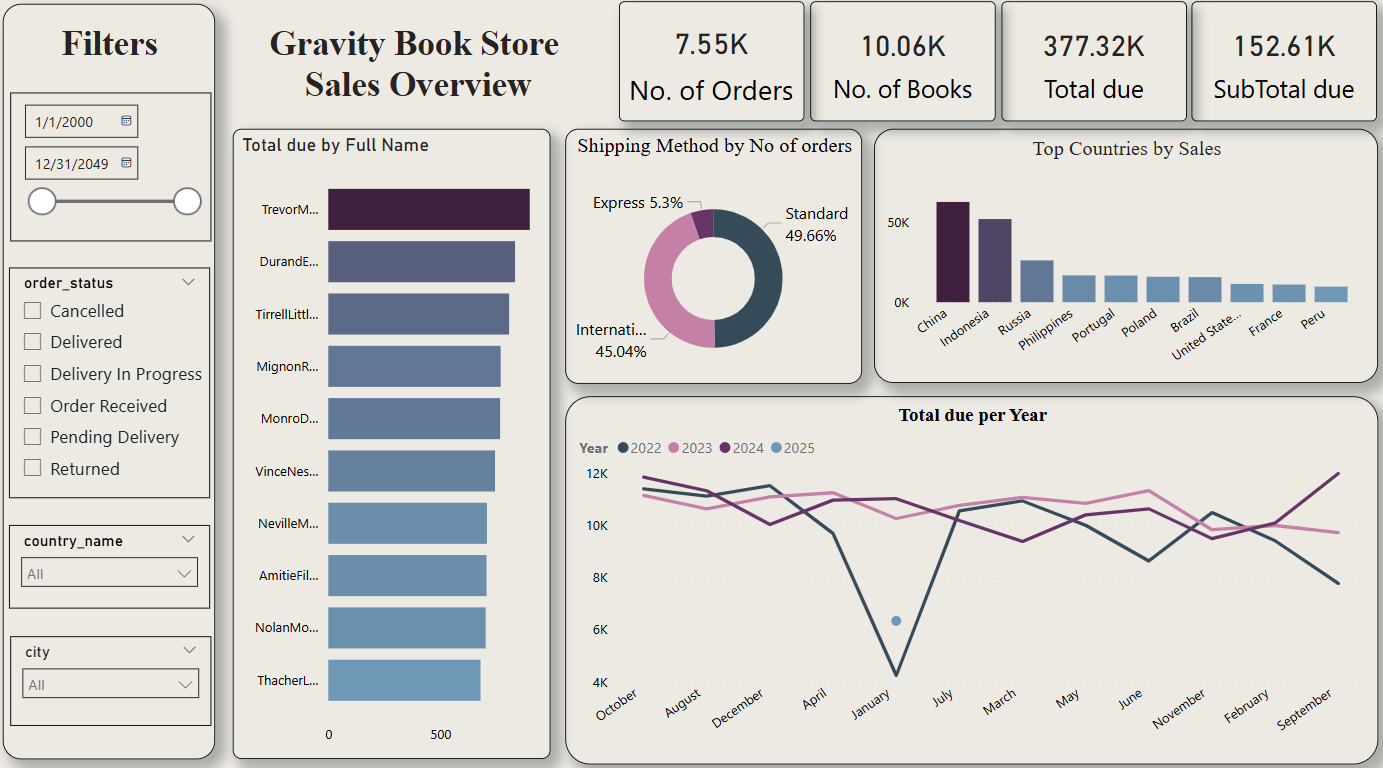 Filters
1/1/2000
12/31/2049
order_status
Cancelled
Delivered
Delivery In Progress
Order Received
Pending Delivery
Returned
country_name
All
city
All
Gravity Book Store
Sales Overview
7.55K
No. of Orders
10.06K
No. of Books
377.32K
Total due
152.61K
SubTotal due
Total due by Full Name
TrevorM...
DurandE...
TirrellLittl...
MignonR...
MonroD...
VinceNes...
NevilleM...
AmitieFil...
NolanMo...
ThacherL...
0 500
Shipping Method by No of orders
Express 5.3%
Standard
49.66%
Internati...
45.04%
Top Countries by Sales
50K
0K
China
Indonesia
Russia
Philippines
Portugal
Poland
Brazil
United State...
France
Peru
Total due per Year
Year 2022 2023 2024 2025
12K
10K
8K
6K
4K
October
August
December
April
January
July
March
May
June
November
February
September